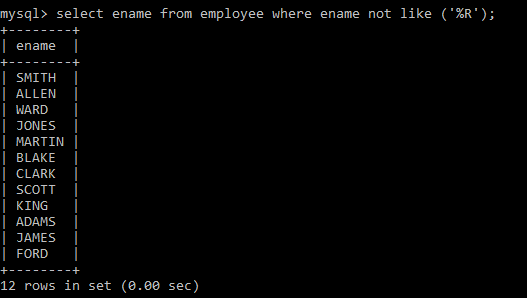 mysql> select ename from employee where ename not like ('%R');
+--------+
| ename  |
+--------+
| SMITH  |
| ALLEN  |
| WARD   |
| JONES  |
| MARTIN |
| BLAKE  |
| CLARK  |
| SCOTT  |
| KING   |
| ADAMS  |
| JAMES  |
| FORD   |
+--------+
12 rows in set (0.00 sec)